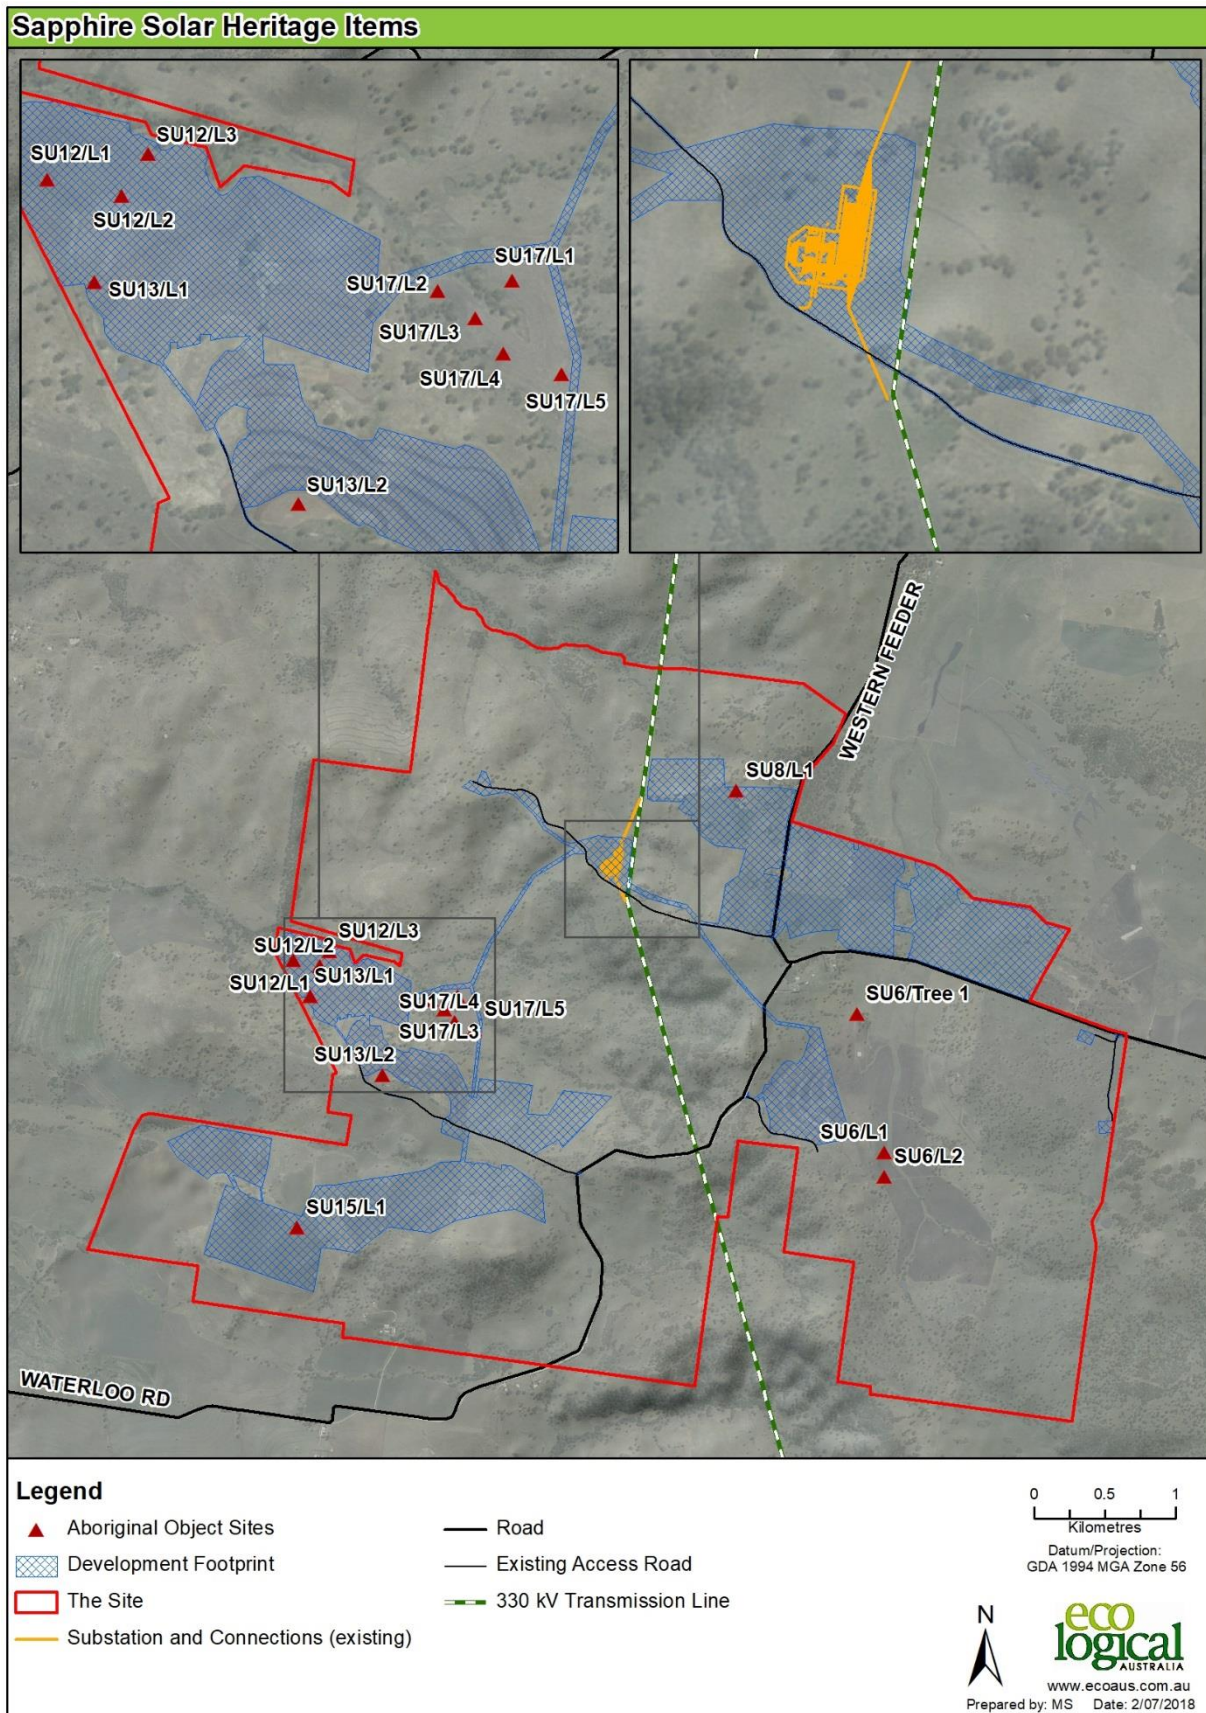 Sapphire Solar Heritage Items
SU12/L3
SU12/L1
SU12/L2
SU13/L1
SU17/L1
SU17/L2
SU17/L3
SU17/L4
SU17/L5
SU13/L2
WESTERN FEEDER
SU8/L1
SU12/L3
SU12/L2
SU13/L1
SU12/L1
SU17/L4
SU17/L5
SU17/L3
SU13/L2
SU6/Tree 1
SU6/L1
SU6/L2
SU15/L1
WATERLOO RD
Legend
Aboriginal Object Sites
Development Footprint
The Site
Substation and Connections (existing)
Road
Existing Access Road
330 kV Transmission Line
0 0.5 1
Kilometres
Datum/Projection:
GDA 1994 MGA Zone 56
N
eco
logical
AUSTRALIA
www.ecoaus.com.au
Prepared by: MS Date: 2/07/2018